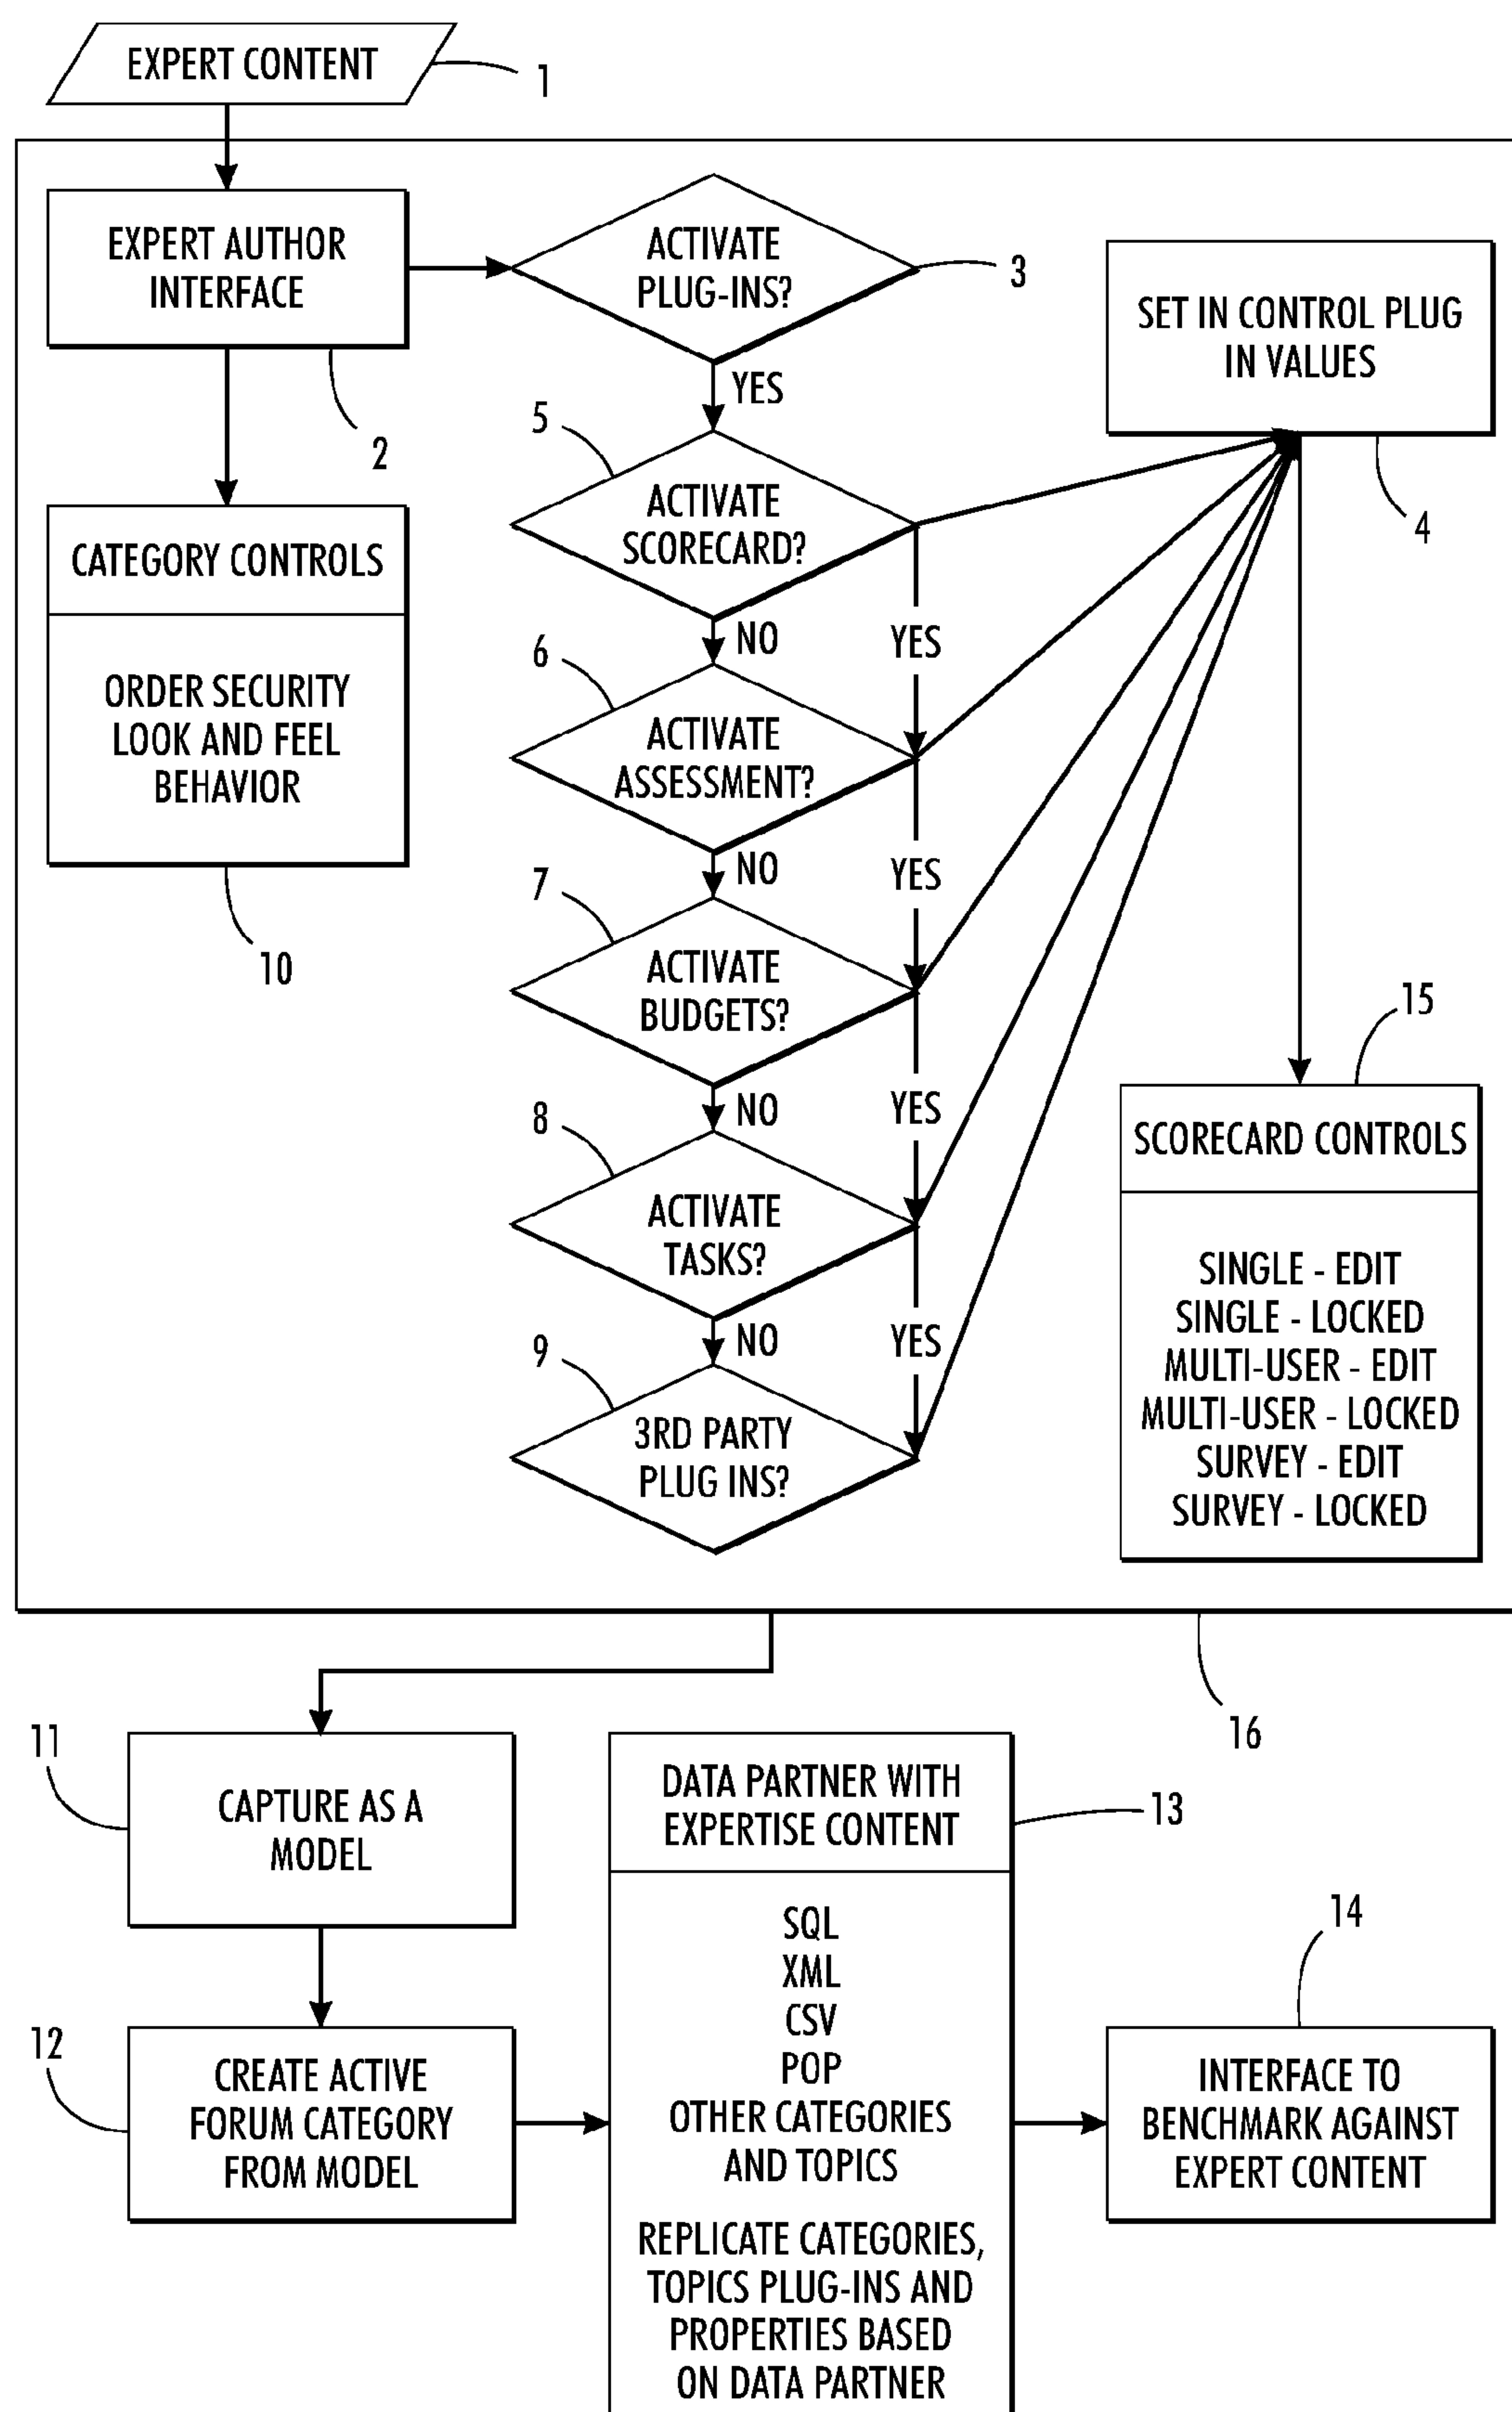 EXPERT CONTENT
1
EXPERT AUTHOR
INTERFACE
2
ACTIVATE
PLUG-INS?
3
YES
SET IN CONTROL PLUG
IN VALUES
4
CATEGORY CONTROLS
ORDER SECURITY
LOOK AND FEEL
BEHAVIOR
10
5
ACTIVATE
SCORECARD?
NO
YES
6
ACTIVATE
ASSESSMENT?
NO
YES
7
ACTIVATE
BUDGETS?
NO
YES
8
ACTIVATE
TASKS?
NO
YES
9
3RD PARTY
PLUG INS?
15
SCORECARD CONTROLS
SINGLE - EDIT
SINGLE - LOCKED
MULTI-USER - EDIT
MULTI-USER - LOCKED
SURVEY - EDIT
SURVEY - LOCKED
16
11
CAPTURE AS A
MODEL
12
CREATE ACTIVE
FORUM CATEGORY
FROM MODEL
DATA PARTNER WITH
EXPERTISE CONTENT
13
SQL
XML
CSV
POP
OTHER CATEGORIES
AND TOPICS
REPLICATE CATEGORIES,
TOPICS PLUG-INS AND
PROPERTIES BASED
ON DATA PARTNER
14
INTERFACE TO
BENCHMARK AGAINST
EXPERT CONTENT